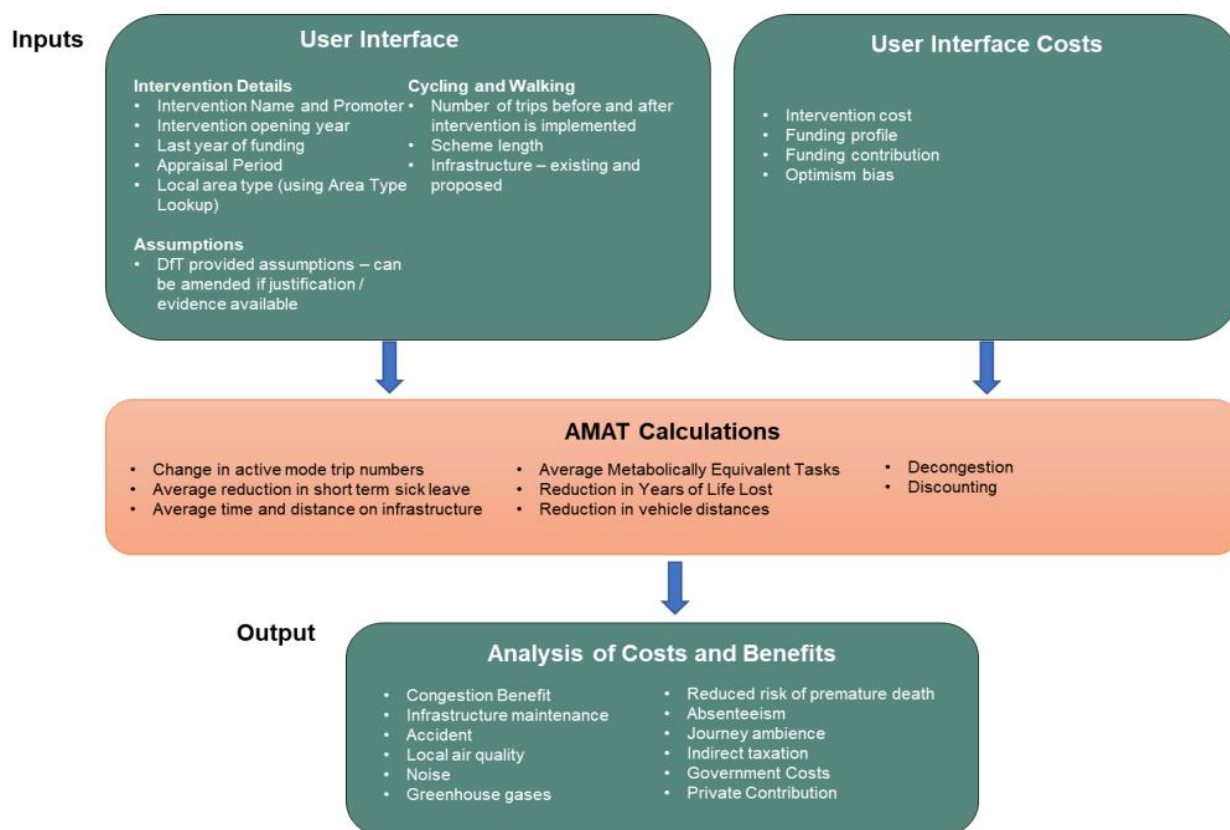 Inputs
User Interface
Intervention Details
• Intervention Name and Promoter
• Intervention opening year
• Last year of funding
• Appraisal Period
• Local area type (using Area Type
Lookup)
Assumptions
• DfT provided assumptions – can
be amended if justification /
evidence available
Cycling and Walking
• Number of trips before and after
intervention is implemented
• Scheme length
• Infrastructure – existing and
proposed
User Interface Costs
• Intervention cost
• Funding profile
• Funding contribution
• Optimism bias
AMAT Calculations
• Change in active mode trip numbers
• Average reduction in short term sick leave
• Average time and distance on infrastructure
• Average Metabolically Equivalent Tasks
• Reduction in Years of Life Lost
• Reduction in vehicle distances
• Decongestion
• Discounting
Output
Analysis of Costs and Benefits
• Congestion Benefit
• Infrastructure maintenance
• Accident
• Local air quality
• Noise
• Greenhouse gases
• Reduced risk of premature death
• Absenteeism
• Journey ambience
• Indirect taxation
• Government Costs
• Private Contribution